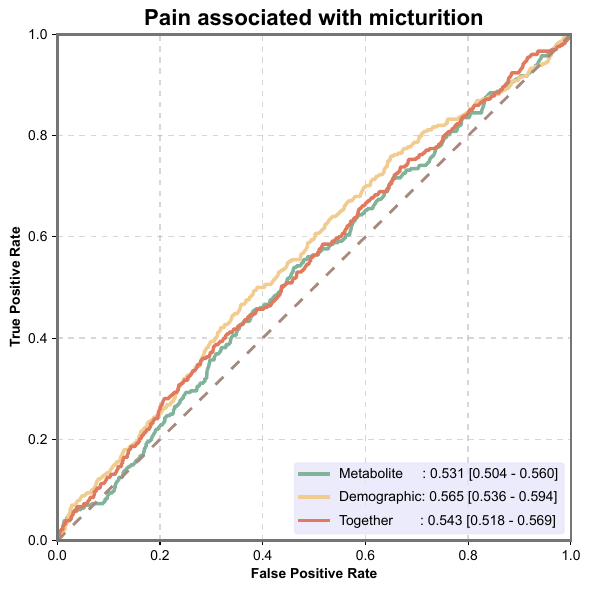 Pain associated with micturition
1.0
0.8
0.6
0.4
0.2
0.0
True Positive Rate
Metabolite : 0.531 [0.504 - 0.560]
Demographic: 0.565 [0.536 - 0.594]
Together : 0.543 [0.518 - 0.569]
0.0 0.2 0.4 0.6 0.8 1.0
False Positive Rate